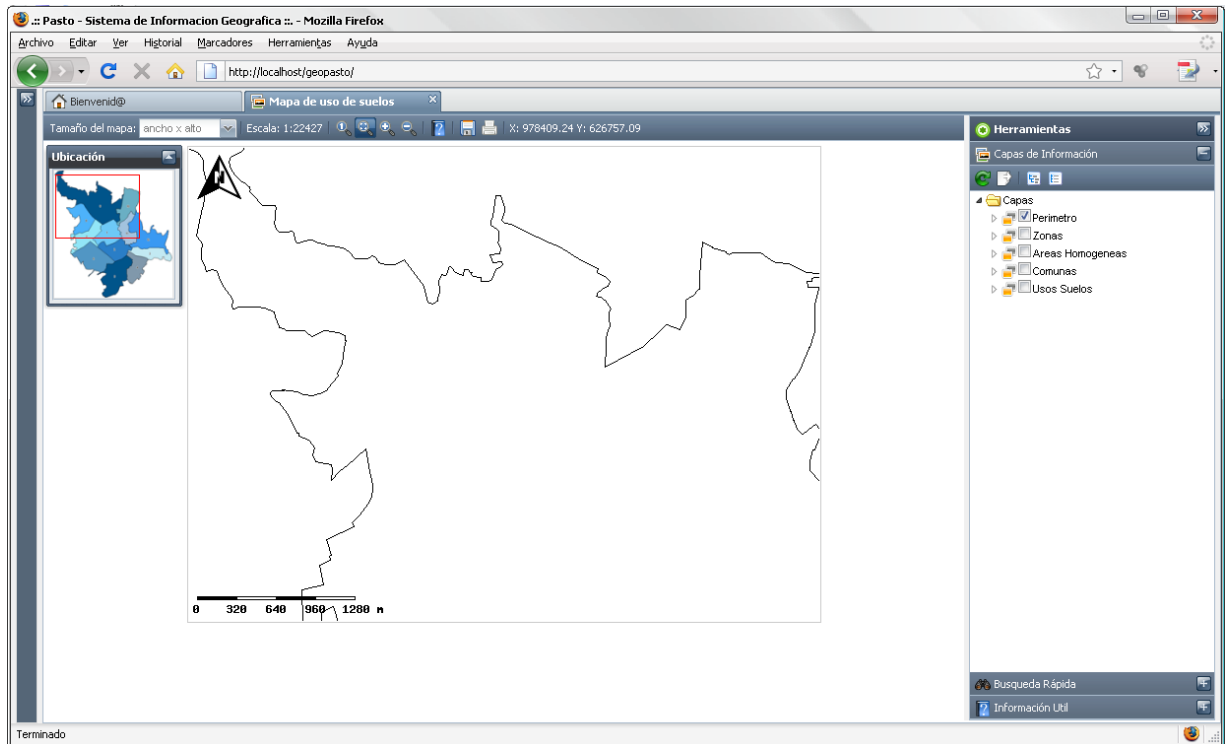 .:: Pasto - Sistema de Informacion Geografica ::. - Mozilla Firefox
Archivo Editar Ver Historial Marcadores Herramientas Ayuda
http://localhost/geopasto/
Bienvenid@
Mapa de uso de suelos
Tamaño del mapa: ancho x alto Escala: 1:22427 X: 978409.24 Y: 626757.09
Ubicación
N
0 320 640 960 1280 m
Herramientas
Capas de Información
Capas
Perimetro
Zonas
Areas Homogeneas
Comunas
Usos Suelos
Busqueda Rápida
Información Util
Terminado